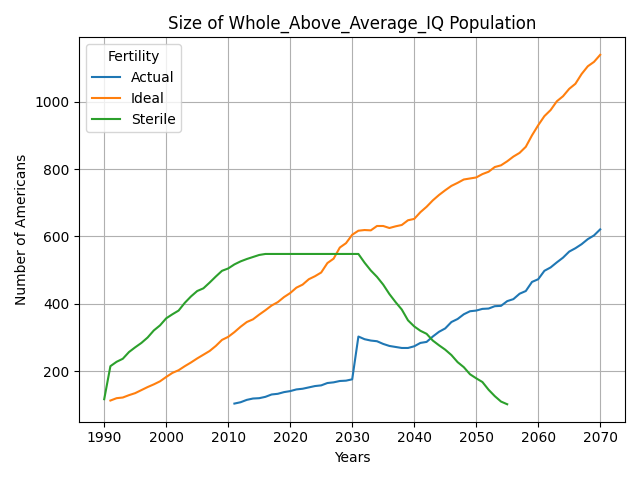 Size of Whole_Above_Average_IQ Population
Fertility
Actual
Ideal
Sterile
Number of Americans
1000
800
600
400
200
1990 2000 2010 2020 2030 2040 2050 2060 2070
Years